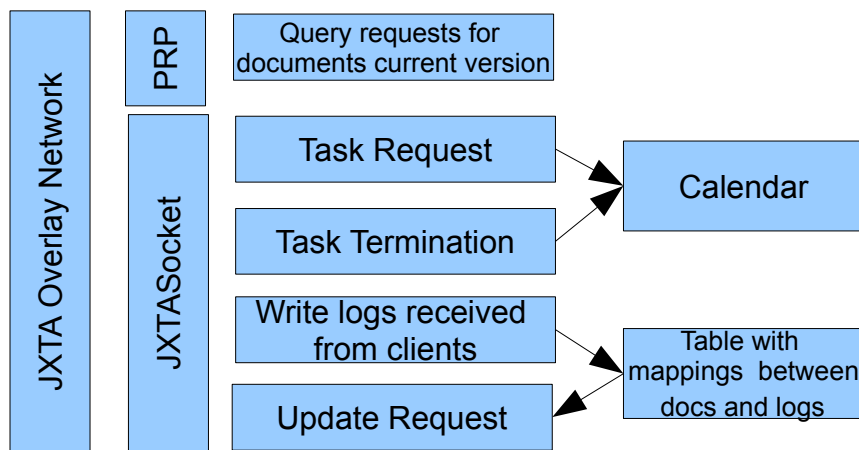 JXTA Overlay Network
PRP
JXTASocket
Query requests for
documents current version
Task Request
Task Termination
Write logs received
from clients
Update Request
Calendar
Table with
mappings between
docs and logs